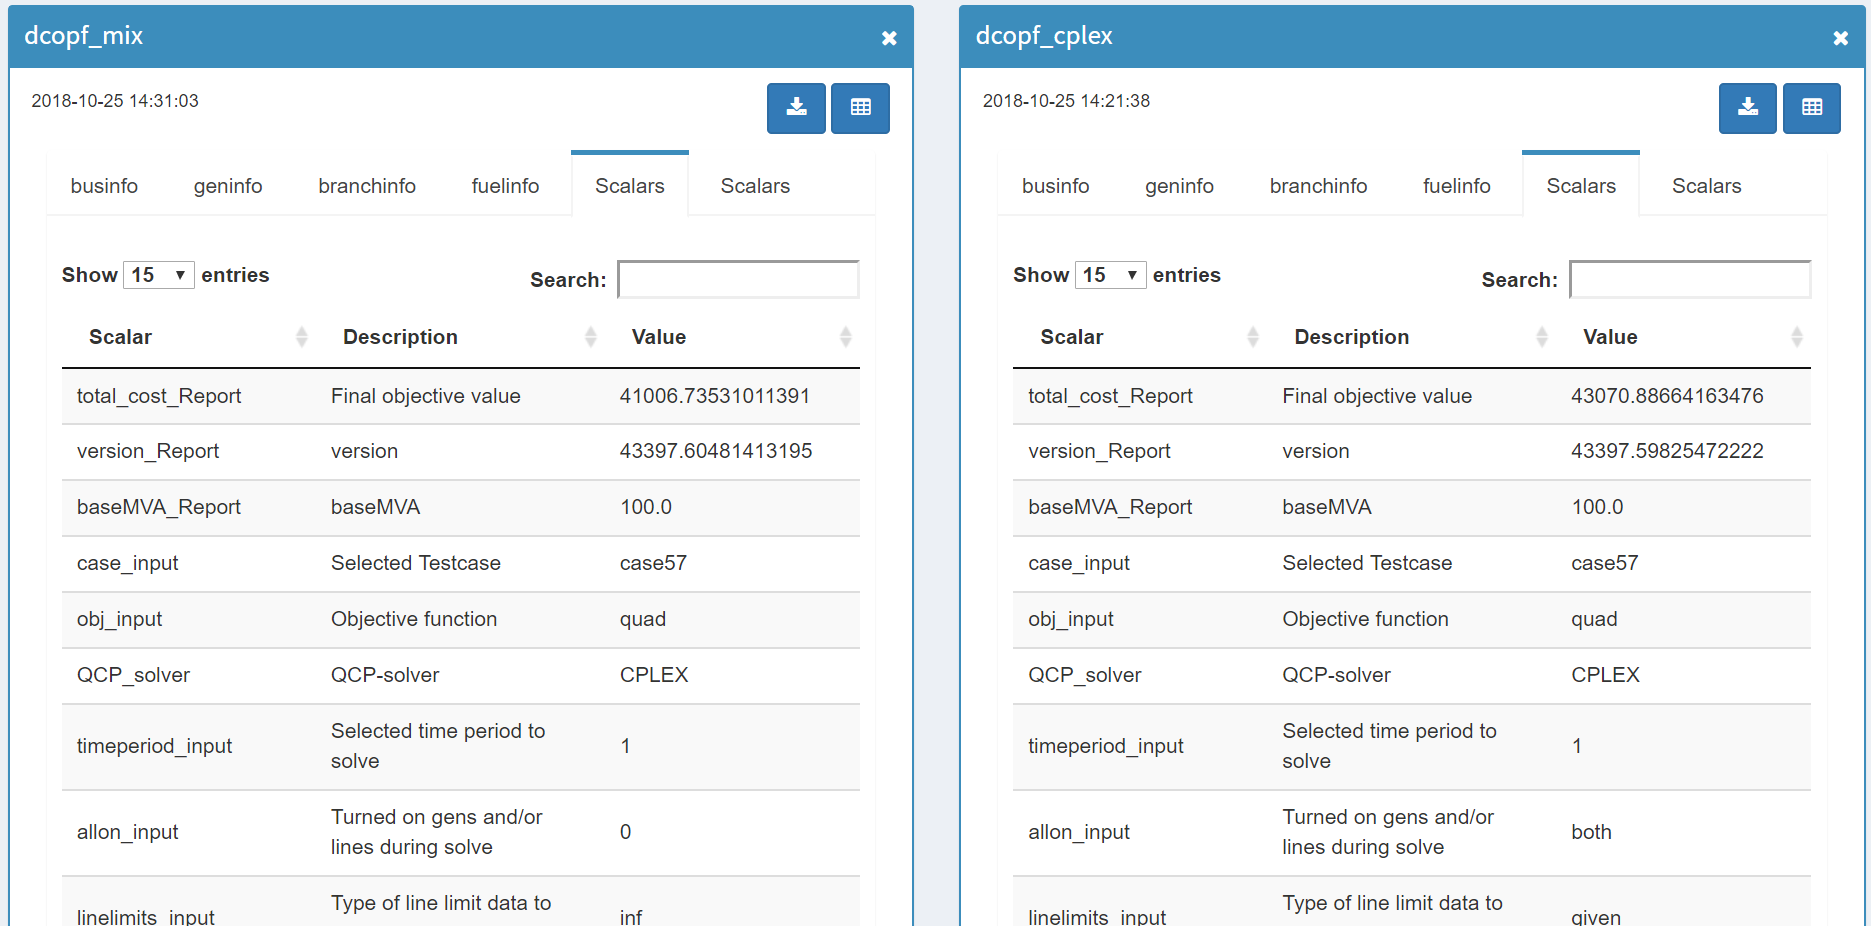 dcopf_mix
2018-10-25 14:31:03
businfo geninfo branchinfo fuelinfo Scalars Scalars
Show 15 entries Search:
Scalar Description Value
total_cost_Report Final objective value 41006.73531011391
version_Report version 43397.60481413195
baseMVA_Report baseMVA 100.0
case_input Selected Testcase case57
obj_input Objective function quad
QCP_solver QCP-solver CPLEX
timeperiod_input Selected time period to
solve 1
allon_input Turned on gens and/or
lines during solve 0
linelimits_input Type of line limit data to
inf
dcopf_cplex
2018-10-25 14:21:38
businfo geninfo branchinfo fuelinfo Scalars Scalars
Show 15 entries Search:
Scalar Description Value
total_cost_Report Final objective value 43070.88664163476
version_Report version 43397.59825472222
baseMVA_Report baseMVA 100.0
case_input Selected Testcase case57
obj_input Objective function quad
QCP_solver QCP-solver CPLEX
timeperiod_input Selected time period to
solve 1
allon_input Turned on gens and/or
lines during solve both
linelimits_input Type of line limit data to
given